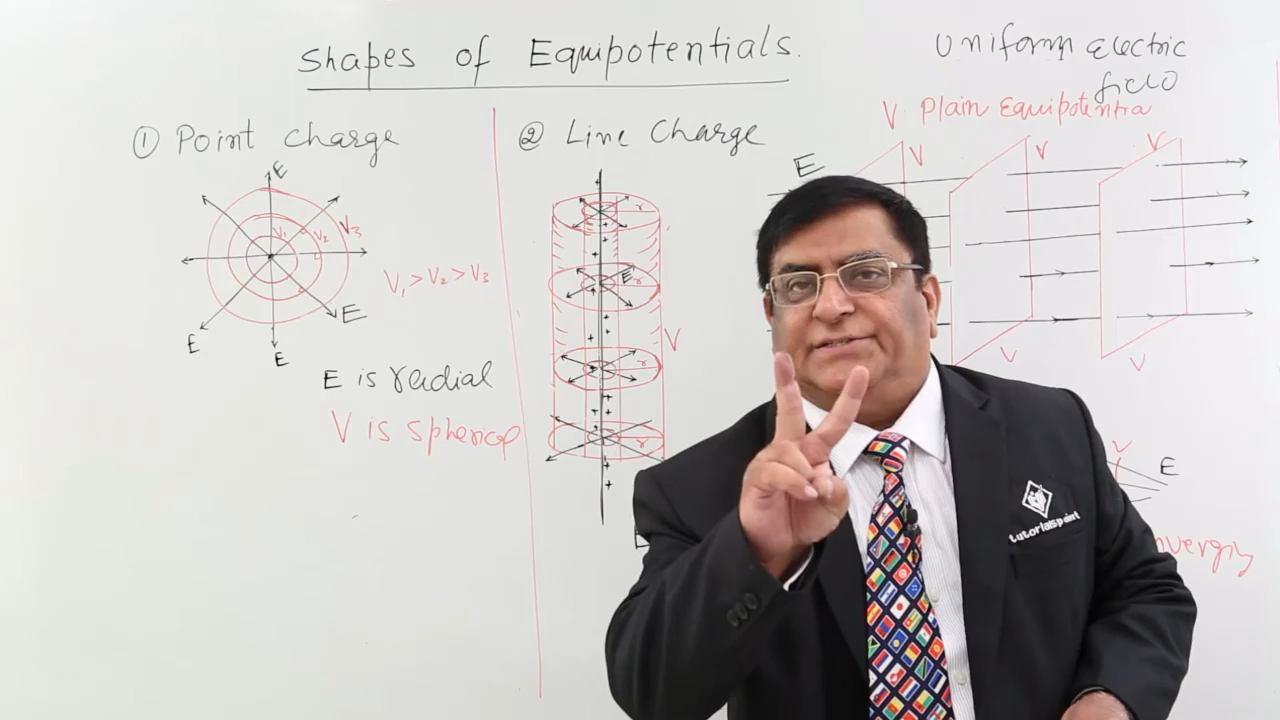 Shapes of Equipotentials.
① Point Charge
E
V₁
V₂
V₃
V₁ > V₂ > V₃
E
E
E
E is radial
V is spherical
② Line Charge
r
E
r
r
r
V
Uniform electric
field
V. Plain Equipotentia
E
V
V
V
V
V
V
E
tutorialspoint